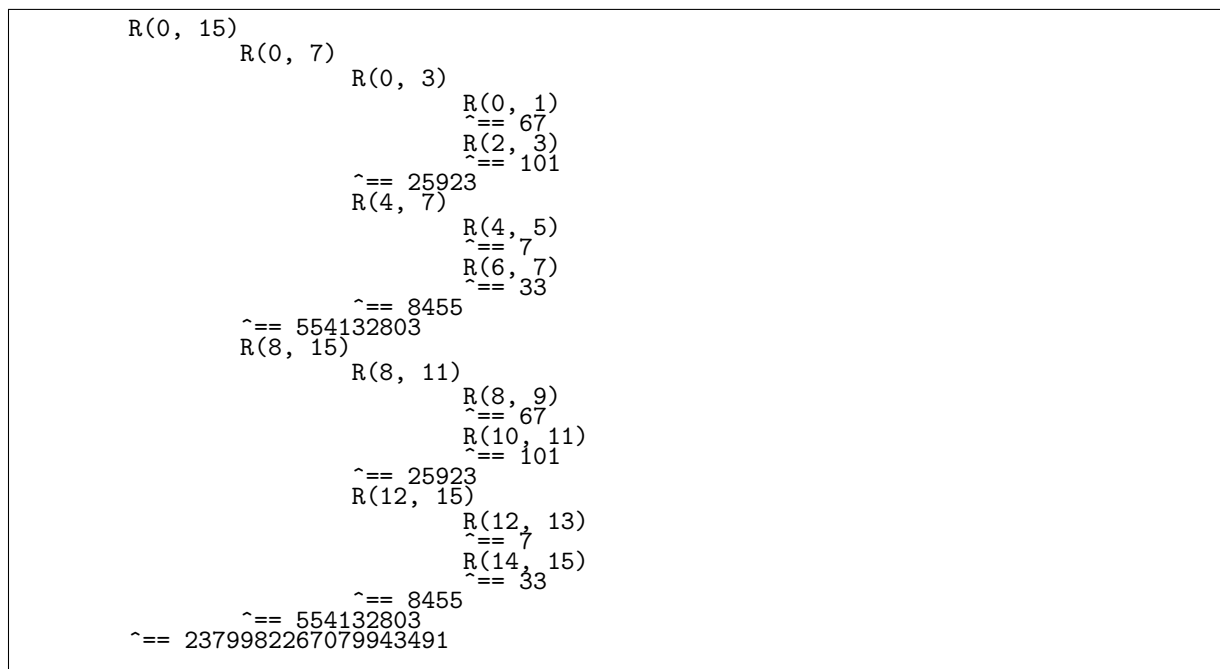 R(0, 15)
R(0, 7)
R(0, 3)
R(0, 1)
^== 67
R(2, 3)
^== 101
^== 25923
R(4, 7)
R(4, 5)
^== 7
R(6, 7)
^== 33
^== 8455
^== 554132803
R(8, 15)
R(8, 11)
R(8, 9)
^== 67
R(10, 11)
^== 101
^== 25923
R(12, 15)
R(12, 13)
^== 7
R(14, 15)
^== 33
^== 8455
^== 554132803
^== 2379982267079943491